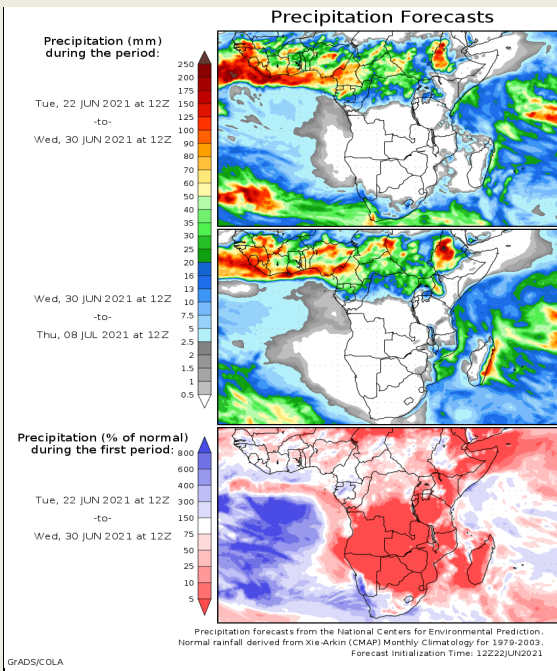 Precipitation Forecasts
Precipitation (mm)
during the period:
Tue, 22 JUN 2021 at 12Z
-to-
Wed, 30 JUN 2021 at 12Z
250
200
175
150
125
100
90
80
70
60
50
40
35
30
25
20
16
13
10
7.5
5
2.5
2
1.5
1
0.5
Wed, 30 JUN 2021 at 12Z
-to-
Thu, 08 JUL 2021 at 12Z
Precipitation (% of normal)
during the first period:
Tue, 22 JUN 2021 at 12Z
-to-
Wed, 30 JUN 2021 at 12Z
800
600
400
300
150
75
50
25
10
5
Precipitation forecasts from the National Centers for Environmental Prediction.
Normal rainfall derived from Xie-Arkin (CMAP) Monthly Climatology for 1979-2003.
Forecast Initialization Time: 12Z22JUN2021
GrADS/COLA